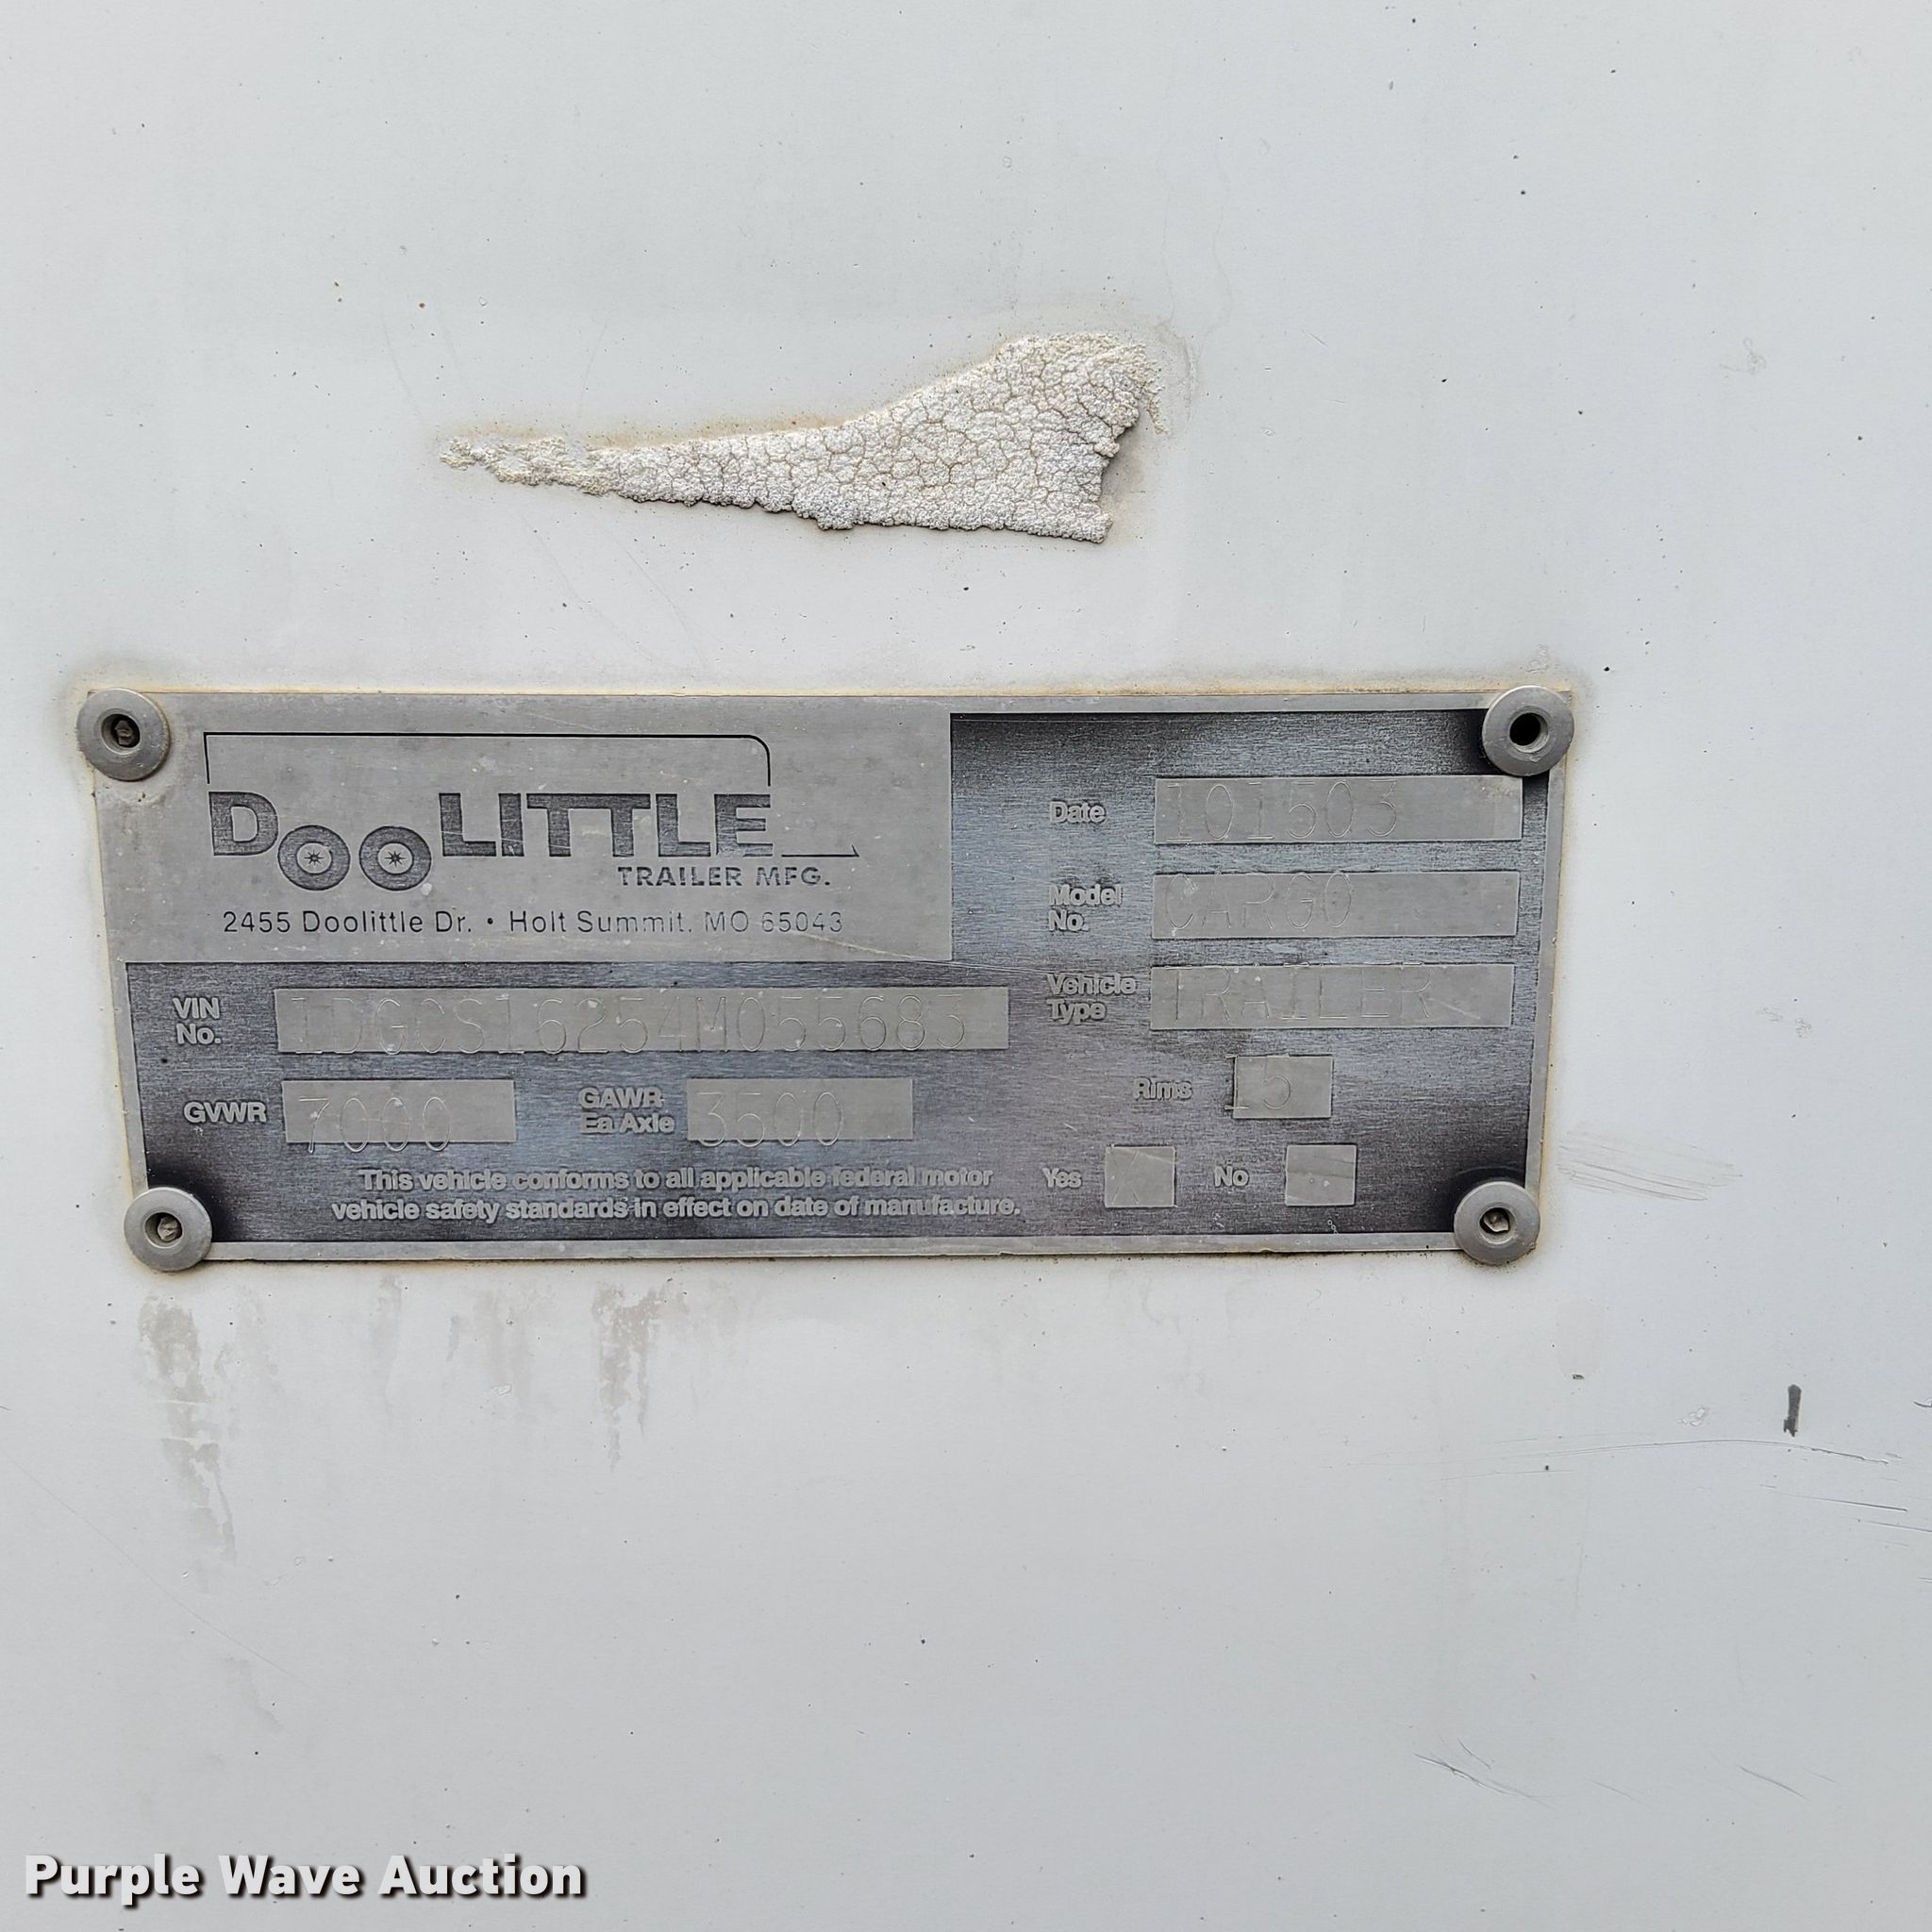 DOOLITTLE
TRAILER MFG.
2455 Doolittle Dr. • Holt Summit, MO 65043
Date 101503
Model No. CARGO
Vehicle Type TRAILER
VIN No. 1DGCS16254M055683
GVWR 7000 GAWR Ea Axle 3500
Rims 15
This vehicle conforms to all applicable federal motor
vehicle safety standards in effect on date of manufacture.
Yes X No
Purple Wave Auction